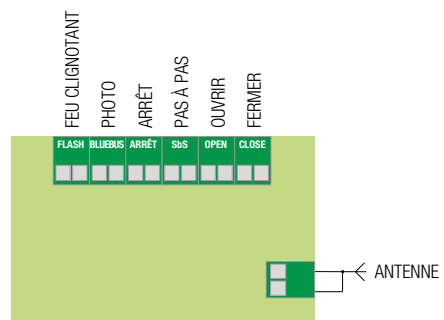 FEU CLIGNOTANT
PHOTO
ARRÊT
PAS À PAS
OUVRIR
FERMER
FLASH BLUEBUS ARRÊT SbS OPEN CLOSE
ANTENNE